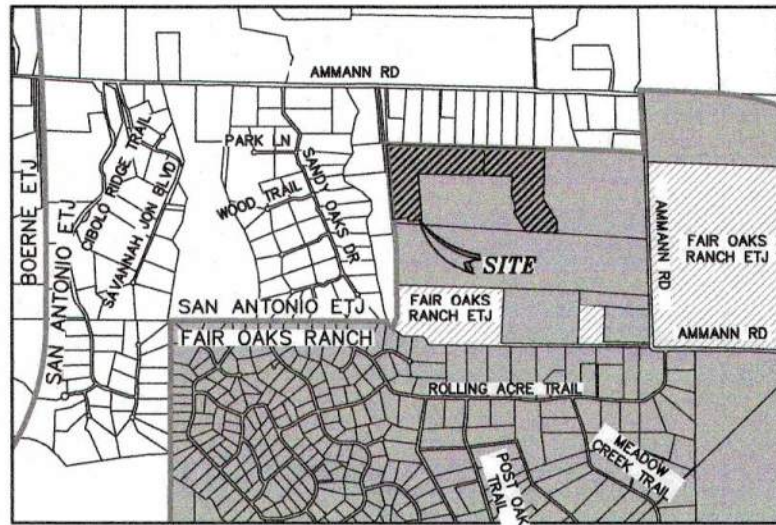 AMMANN RD
PARK LN
SANDY OAKS DR
WOOD TRAIL
CIBOLO RIDGE TRAIL
SAVANNAH JON BLVD
BOERNE ETJ
SAN ANTONIO ETJ
SITE
AMMANN RD
FAIR OAKS
RANCH ETJ
FAIR OAKS
RANCH ETJ
SAN ANTONIO ETJ
FAIR OAKS RANCH
AMMANN RD
ROLLING ACRE TRAIL
POST OAK
TRAIL
MEADOW
CREEK TRAIL